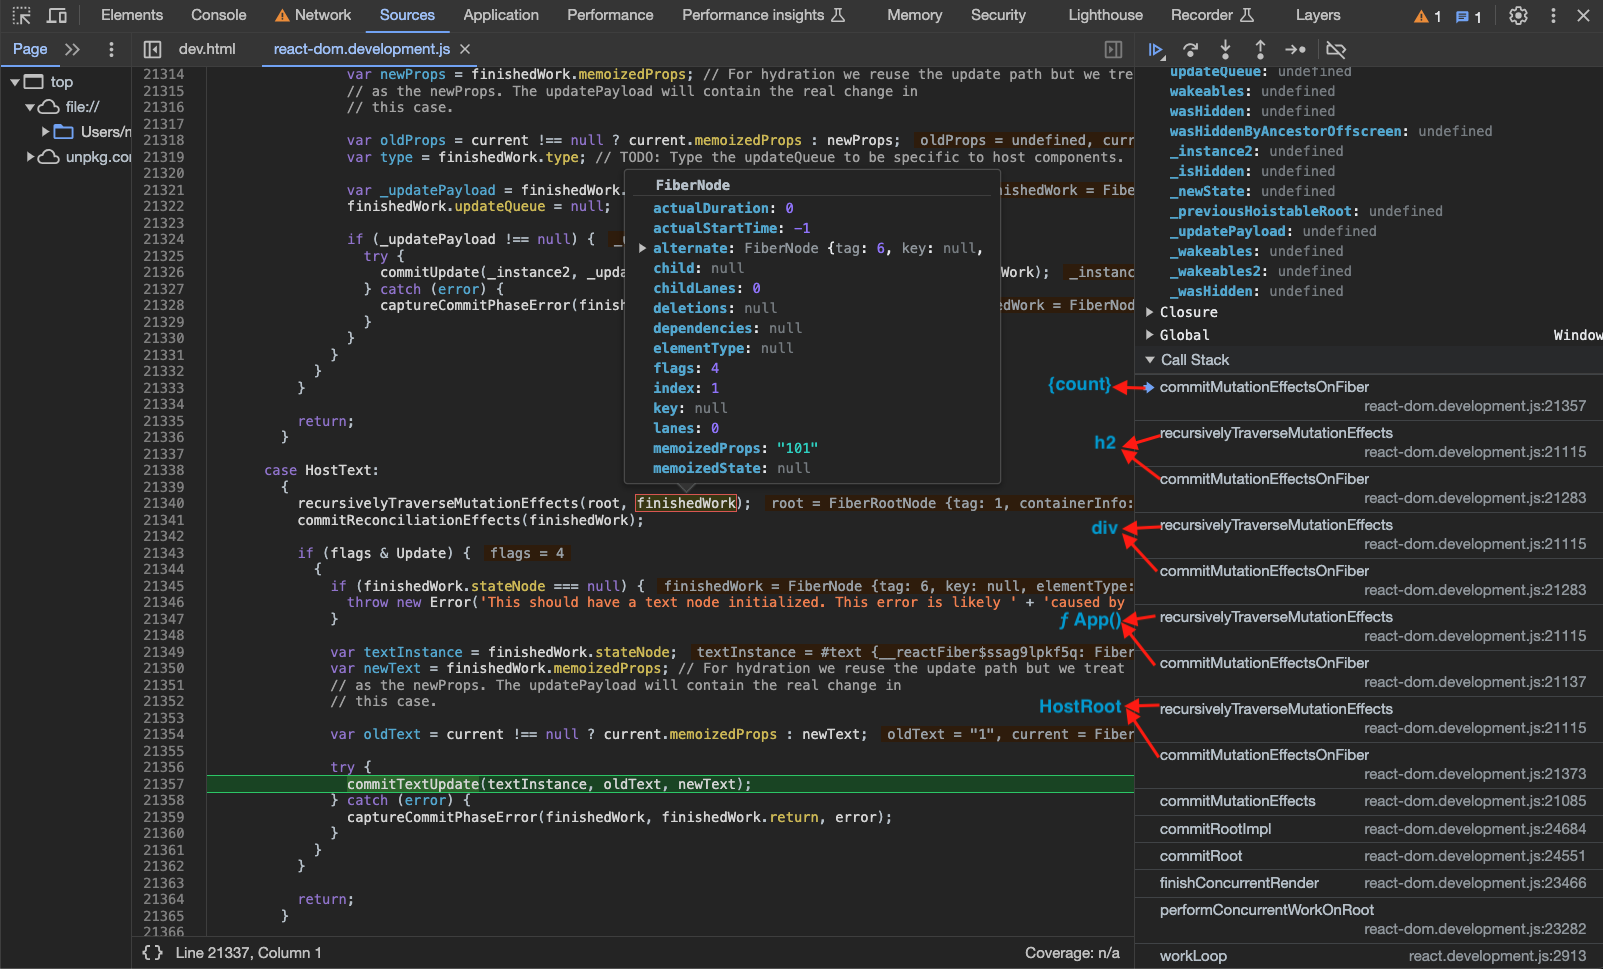 Elements Console Network Sources Application Performance Performance insights Memory Security Lighthouse Recorder Layers 1 1
Page dev.html react-dom.development.js
top
file://
Users/r
unpkg.co
21314 var newProps = finishedWork.memoizedProps; // For hydration we reuse the update path but we tre
21315 // as the newProps. The updatePayload will contain the real change in
21316 // this case.
21317
21318 var oldProps = current !== null ? current.memoizedProps : newProps; oldProps = undefined, curr
21319 var type = finishedWork.type; // TODO: Type the updateQueue to be specific to host components.
21320
21321 var _updatePayload = finishedWork. nishedWork = Fibe
21322 finishedWork.updateQueue = null;
21323
21324 if (_updatePayload !== null) {
21325 try {
21326 commitUpdate(_instance2, _upda Work); _instanc
21327 } catch (error) {
21328 captureCommitPhaseError(finish edWork = FiberNod
21329 }
21330 }
21331 }
21332 }
21333 }
21334
21335 return;
21336 }
21337
21338 case HostText:
21339 {
21340 recursivelyTraverseMutationEffects(root, finishedWork); root = FiberRootNode {tag: 1, containerInfo:
21341 commitReconciliationEffects(finishedWork);
21342
21343 if (flags & Update) { flags = 4
21344 {
21345 if (finishedWork.stateNode === null) { finishedWork = FiberNode {tag: 6, key: null, elementType:
21346 throw new Error('This should have a text node initialized. This error is likely ' + 'caused by
21347 }
21348
21349 var textInstance = finishedWork.stateNode; textInstance = #text {__reactFiber$ssag9lpkf5q: Fiber
21350 var newText = finishedWork.memoizedProps; // For hydration we reuse the update path but we treat
21351 // as the newProps. The updatePayload will contain the real change in
21352 // this case.
21353
21354 var oldText = current !== null ? current.memoizedProps : newText; oldText = "1", current = Fiber
21355
21356 try {
21357 commitTextUpdate(textInstance, oldText, newText);
21358 } catch (error) {
21359 captureCommitPhaseError(finishedWork, finishedWork.return, error);
21360 }
21361 }
21362 }
21363
21364 return;
21365 }
21366
FiberNode
actualDuration: 0
actualStartTime: -1
alternate: FiberNode {tag: 6, key: null,
child: null
childLanes: 0
deletions: null
dependencies: null
elementType: null
flags: 4
index: 1
key: null
lanes: 0
memoizedProps: "101"
memoizedState: null
{} Line 21337, Column 1 Coverage: n/a
updateQueue: undefined
wakeables: undefined
wasHidden: undefined
wasHiddenByAncestorOffscreen: undefined
_instance2: undefined
_isHidden: undefined
_newState: undefined
_previousHoistableRoot: undefined
_updatePayload: undefined
_wakeables: undefined
_wakeables2: undefined
_wasHidden: undefined
Closure
Global Window
Call Stack
{count} commitMutationEffectsOnFiber
react-dom.development.js:21357
h2 recursivelyTraverseMutationEffects
react-dom.development.js:21115
commitMutationEffectsOnFiber
react-dom.development.js:21283
div recursivelyTraverseMutationEffects
react-dom.development.js:21115
commitMutationEffectsOnFiber
react-dom.development.js:21283
ƒ App() recursivelyTraverseMutationEffects
react-dom.development.js:21115
commitMutationEffectsOnFiber
react-dom.development.js:21137
HostRoot recursivelyTraverseMutationEffects
react-dom.development.js:21115
commitMutationEffectsOnFiber
react-dom.development.js:21373
commitMutationEffects react-dom.development.js:21085
commitRootImpl react-dom.development.js:24684
commitRoot react-dom.development.js:24551
finishConcurrentRender react-dom.development.js:23466
performConcurrentWorkOnRoot
react-dom.development.js:23282
workLoop react.development.js:2913